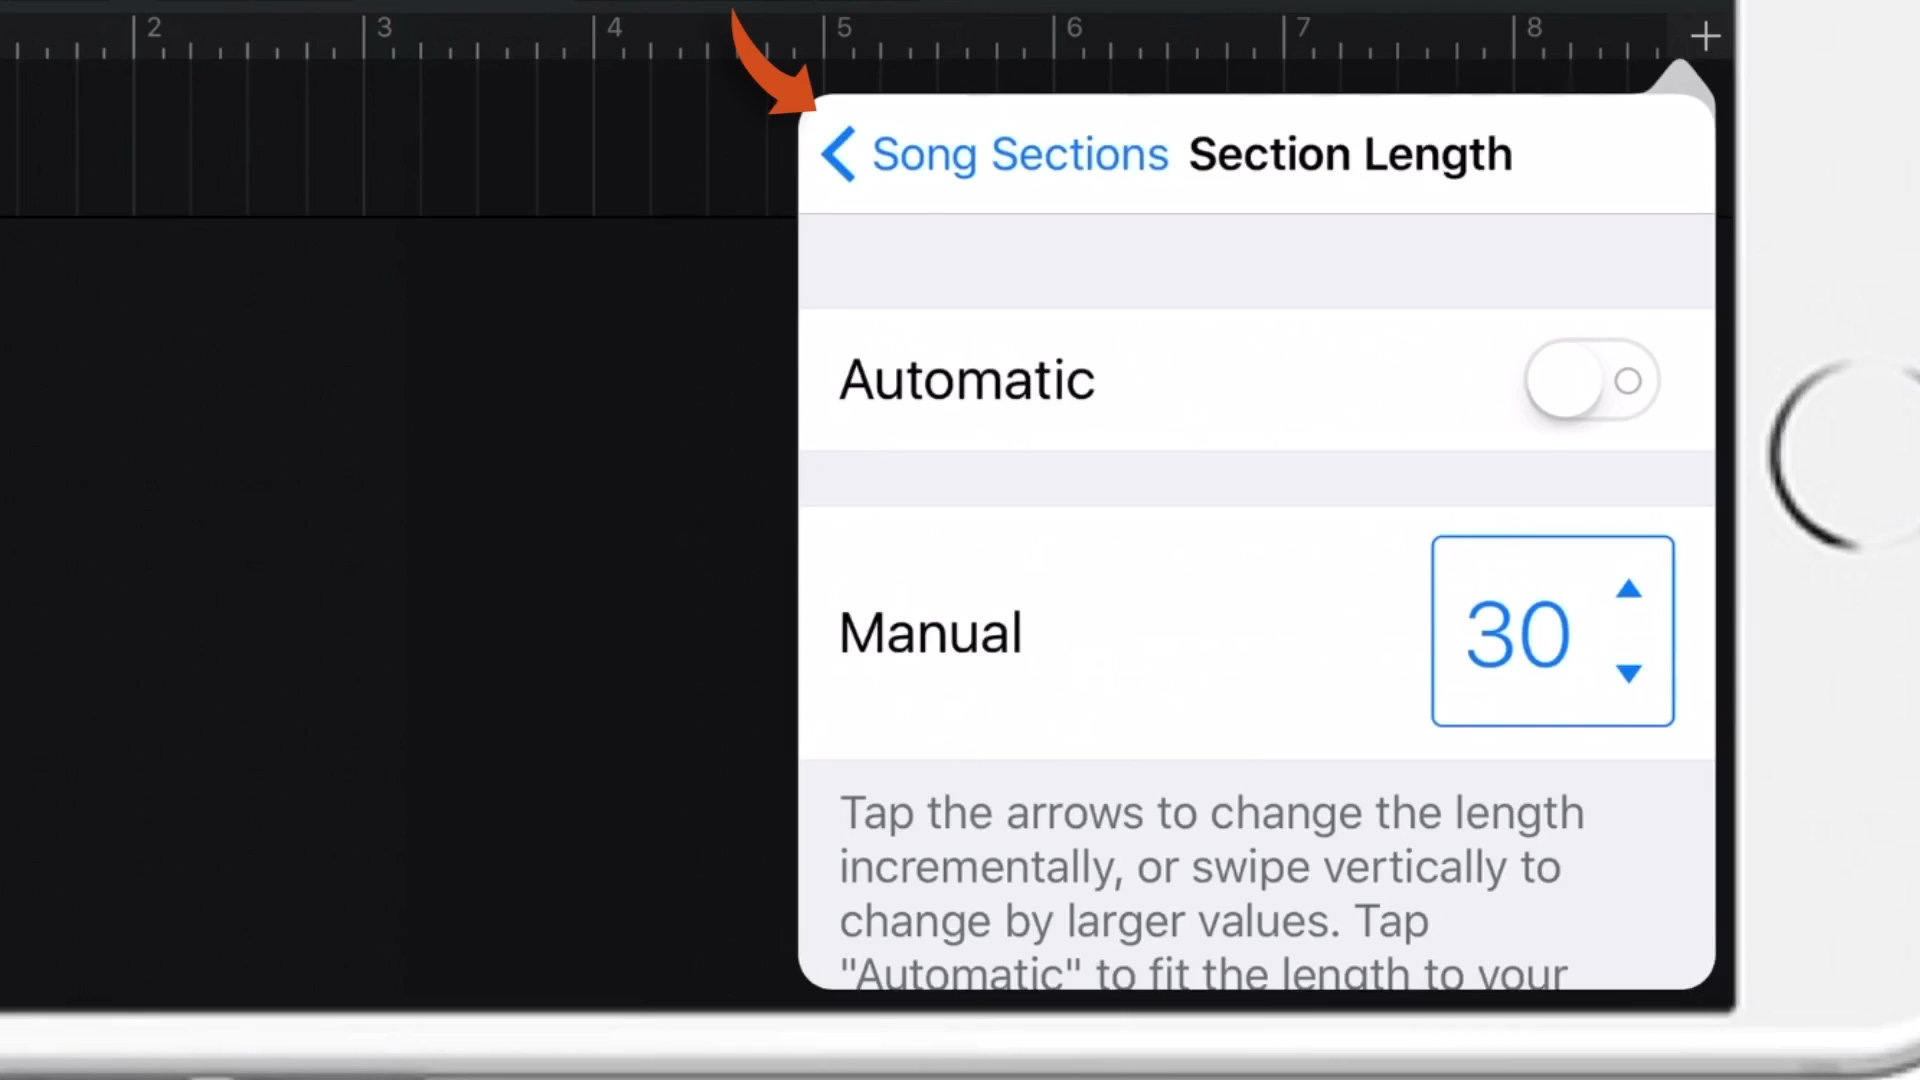 2 3 4 5 6 7 8 +
Song Sections Section Length
Automatic
Manual 30
Tap the arrows to change the length
incrementally, or swipe vertically to
change by larger values. Tap
"Automatic" to fit the length to your